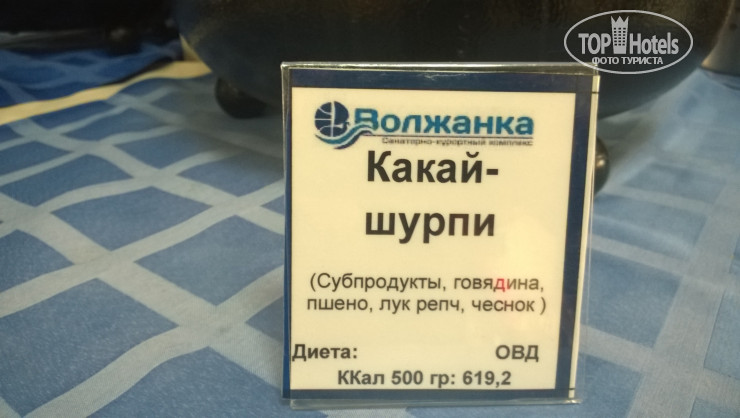 TOP Hotels
ФОТО ТУРИСТА
Волжанка
Санаторно-курортный комплекс
Какай-
шурпи
(Субпродукты, говядина,
пшено, лук репч, чеснок )
Диета: ОВД
ККал 500 гр: 619,2